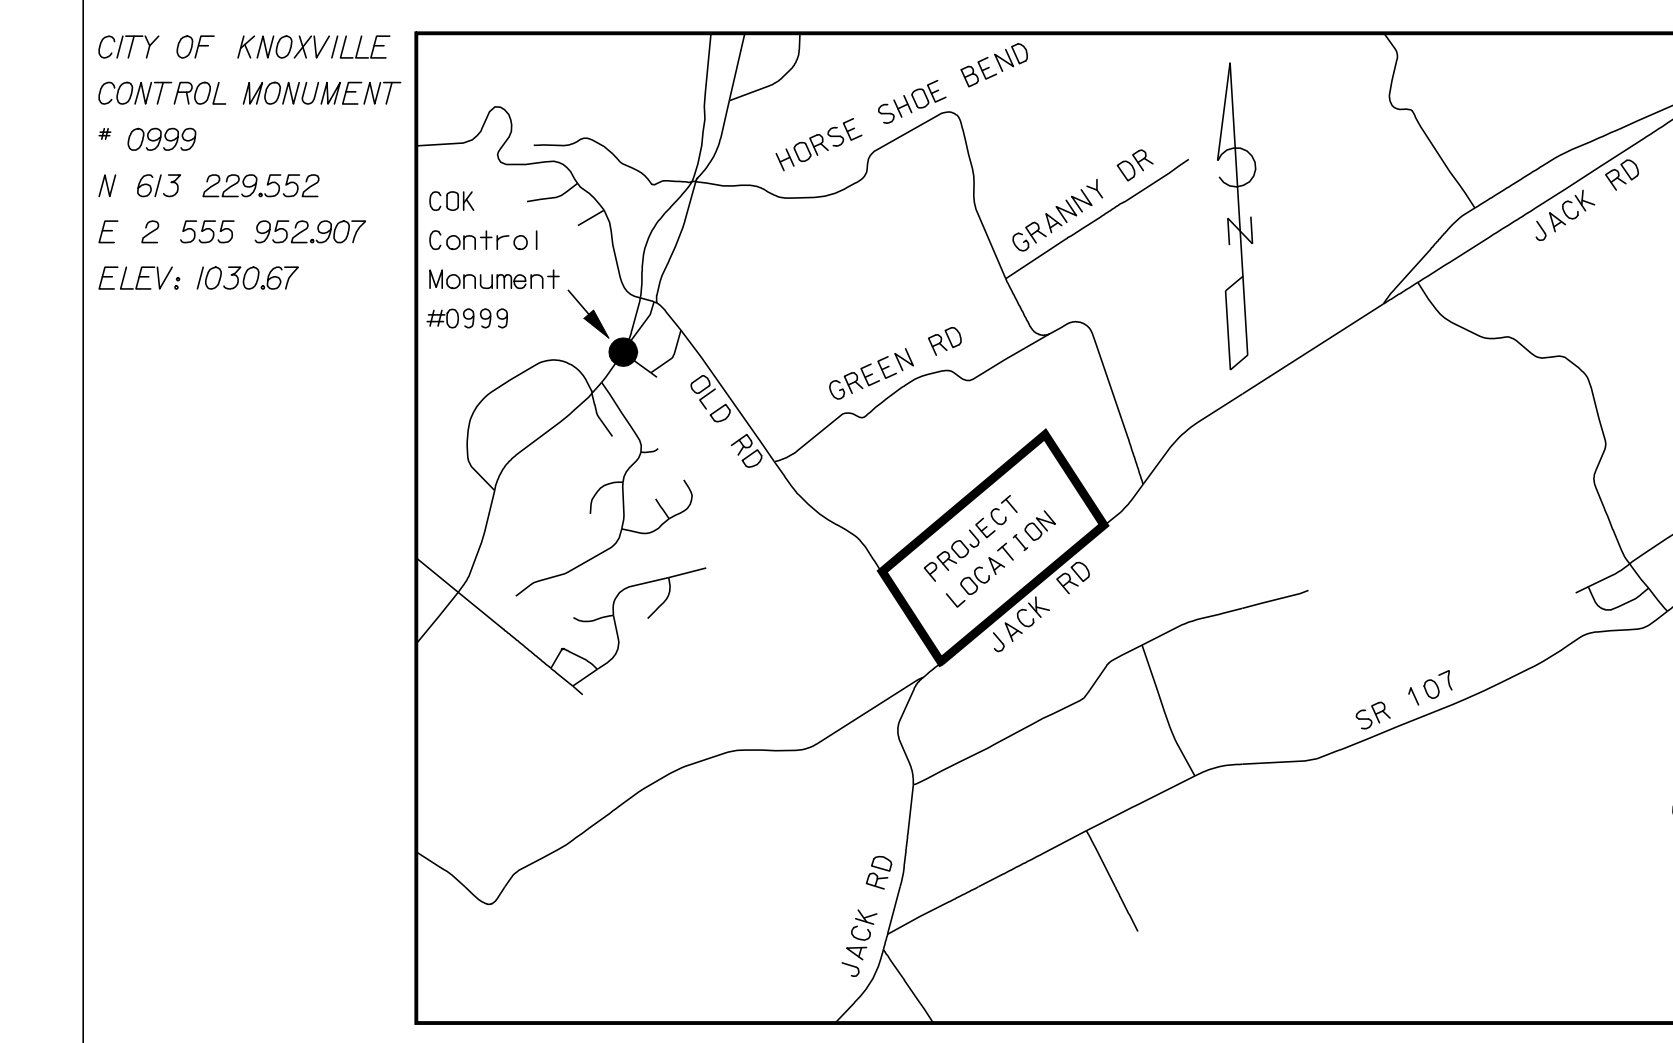 CITY OF KNOXVILLE
CONTROL MONUMENT
# 0999
N 613 229.552
E 2 555 952.907
ELEV: 1030.67
COK
Control
Monument
#0999
HORSE SHOE BEND
GRANNY DR
N
JACK RD
GREEN RD
OLD RD
PROJECT
LOCATION
JACK RD
SR 107
JACK RD